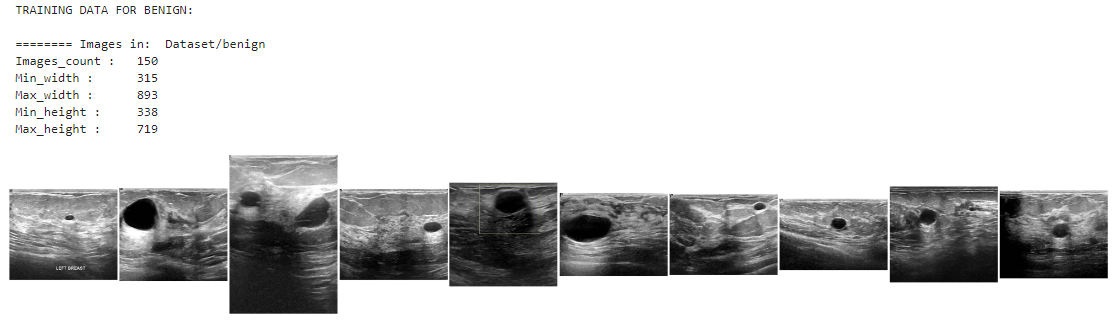 TRAINING DATA FOR BENIGN:
======== Images in:  Dataset/benign
Images_count :   150
Min_width :      315
Max_width :      893
Min_height :     338
Max_height :     719
LEFT BREAST